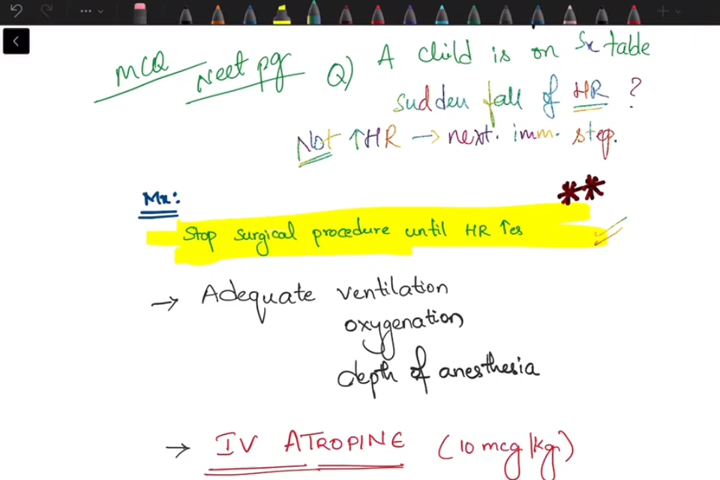 MCQ Neet pg Q) A child is on Sx table
sudden fall of HR ?
Not ↑HR → next. imm. step.
Mx:
**
Stop surgical procedure until HR ↑es
→ Adequate ventilation
oxygenation
depth of anesthesia
→ IV ATROPINE (10 mcg/kg)